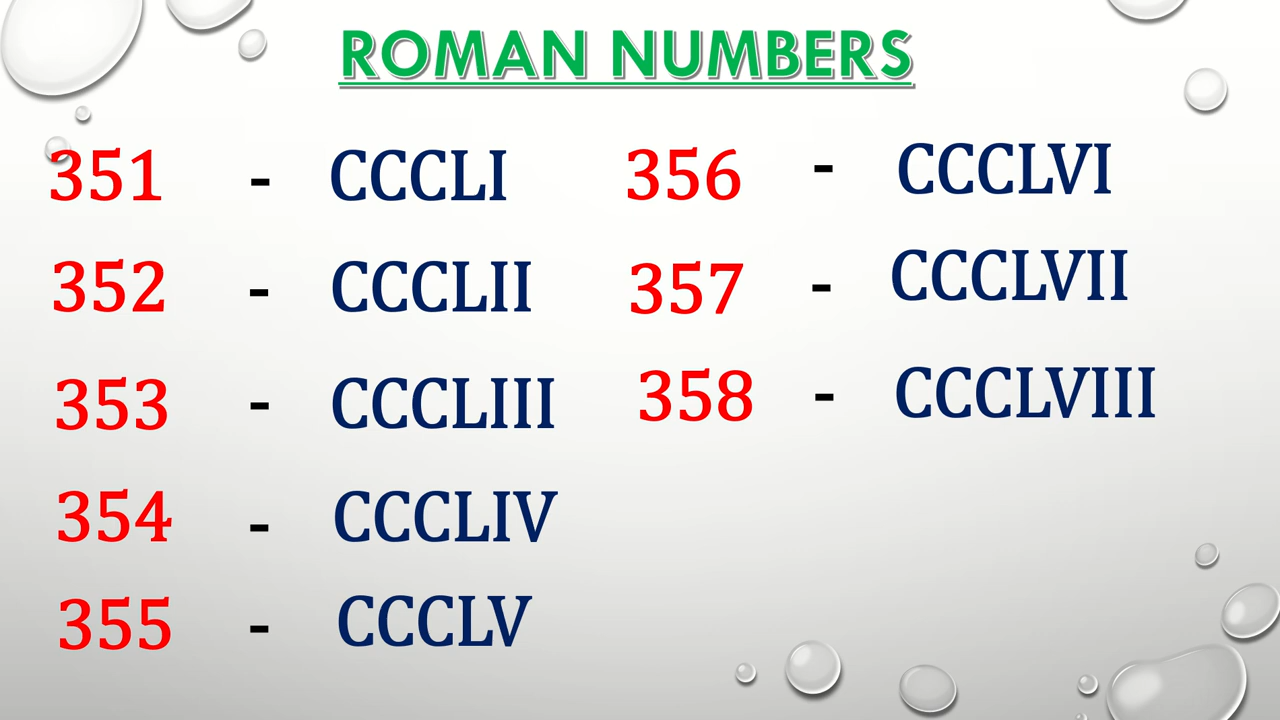 ROMAN NUMBERS
351 - CCCLI
352 - CCCLII
353 - CCCLIII
354 - CCCLIV
355 - CCCLV
356 - CCCLVI
357 - CCCLVII
358 - CCCLVIII